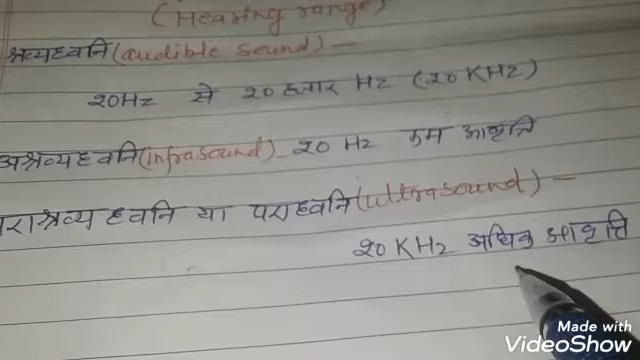 (Hearing range)
श्रव्यध्वनि (audible sound) —
20Hz से 20 हजार Hz (20 KHz)
अश्रव्यध्वनि (infrasound) 20 Hz कम आवृत्ति
पराश्रव्य ध्वनि या पराध्वनि (ultrasound) —
20 KHz अधिक आवृत्ति
Made with
VideoShow